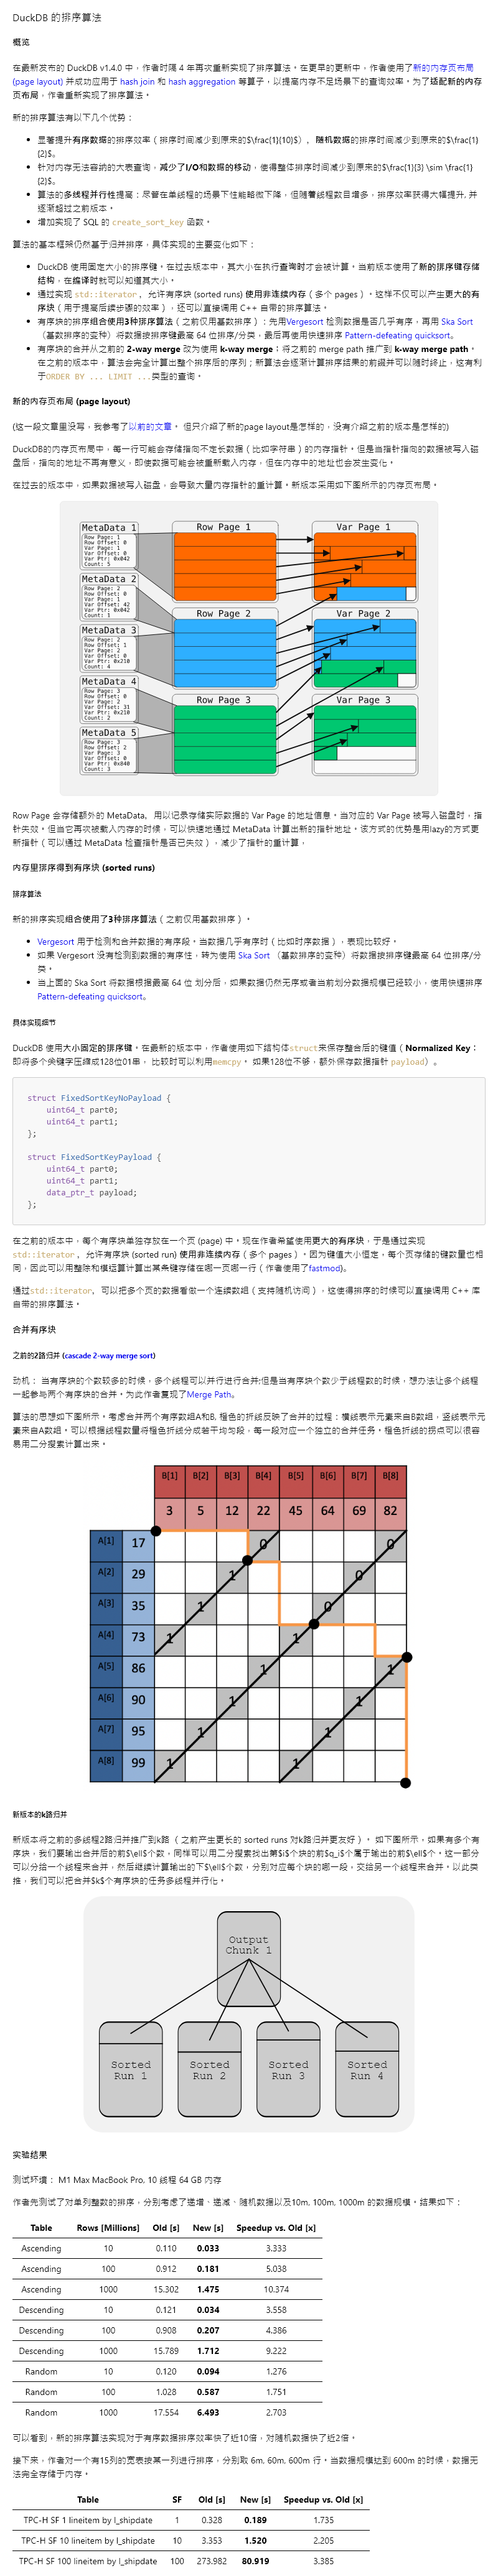 DuckDB 的排序算法
概览
在最新发布的 DuckDB v1.4.0 中，作者时隔 4 年再次重新实现了排序算法。在更早的更新中，作者使用了新的内存页布局
(page layout) 并成功应用于 hash join 和 hash aggregation 等算子，以提高内存不足场景下的查询效率。为了适配新的内存
页布局，作者重新实现了排序算法。
新的排序算法有以下几个优势：
• 显著提升有序数据的排序效率（排序时间减少到原来的$\frac{1}{10}$），随机数据的排序时间减少到原来的$\frac{1}
{2}$。
• 针对内存无法容纳的大表查询，减少了I/O和数据的移动，使得整体排序时间减少到原来的$\frac{1}{3} \sim \frac{1}
{2}$。
• 算法的多线程并行性提高：尽管在单线程的场景下性能略微下降，但随着线程数目增多，排序效率获得大幅提升，并
逐渐超过之前版本。
• 增加实现了 SQL 的 create_sort_key 函数。
算法的基本框架仍然基于归并排序，具体实现的主要变化如下：
• DuckDB 使用固定大小的排序键。在过去版本中，其大小在执行查询时才会被计算。当前版本使用了新的排序键存储
结构，在编译时就可以知道其大小。
• 通过实现 std::iterator ，允许有序块 (sorted runs) 使用非连续内存（多个 pages）。这样不仅可以产生更大的有序
块（用于提高后续步骤的效率），还可以直接调用 C++ 自带的排序算法。
• 有序块的排序组合使用3种排序算法（之前仅用基数排序）：先用Vergesort 检测数据是否几乎有序，再用 Ska Sort
（基数排序的变种）将数据按排序键最高 64 位排序/分类，最后再使用快速排序 Pattern-defeating quicksort。
• 有序块的合并从之前的 2-way merge 改为使用 k-way merge；将之前的 merge path 推广到 k-way merge path。
在之前的版本中，算法会完全计算出整个排序后的序列；新算法会逐渐计算排序结果的前缀并可以随时终止，这有利
于ORDER BY ... LIMIT ...类型的查询。
新的内存页布局 (page layout)
(这一段文章里没写，我参考了以前的文章。 但只介绍了新的page layout是怎样的，没有介绍之前的版本是怎样的)
DuckDB的内存页布局中，每一行可能会存储指向不定长数据（比如字符串）的内存指针。但是当指针指向的数据被写入磁
盘后，指向的地址不再有意义，即使数据可能会被重新载入内存，但在内存中的地址也会发生变化。
在过去的版本中，如果数据被写入磁盘，会导致大量内存指针的重计算。新版本采用如下图所示的内存页布局。
MetaData 1
Row Page: 1
Row Offset: 0
Var Page: 1
Var Offset: 0
Var Ptr: 0x042
Count: 5
MetaData 2
Row Page: 2
Row Offset: 0
Var Page: 1
Var Offset: 42
Var Ptr: 0x042
Count: 1
MetaData 3
Row Page: 2
Row Offset: 1
Var Page: 2
Var Offset: 0
Var Ptr: 0x210
Count: 4
MetaData 4
Row Page: 3
Row Offset: 0
Var Page: 2
Var Offset: 31
Var Ptr: 0x210
Count: 2
MetaData 5
Row Page: 3
Row Offset: 2
Var Page: 3
Var Offset: 0
Var Ptr: 0x840
Count: 3
Row Page 1
Row Page 2
Row Page 3
Var Page 1
Var Page 2
Var Page 3
Row Page 会存储额外的 MetaData，用以记录存储实际数据的 Var Page 的地址信息。当对应的 Var Page 被写入磁盘时，指
针失效。但当它再次被载入内存的时候，可以快速地通过 MetaData 计算出新的指针地址。该方式的优势是用lazy的方式更
新指针（可以通过 MetaData 检查指针是否已失效），减少了指针的重计算，
内存里排序得到有序块 (sorted runs)
排序算法
新的排序实现组合使用了3种排序算法（之前仅用基数排序）。
• Vergesort 用于检测和合并数据的有序段。当数据几乎有序时（比如时序数据），表现比较好。
• 如果 Vergesort 没有检测到数据的有序性，转为使用 Ska Sort （基数排序的变种）将数据按排序键最高 64 位排序/分
类。
• 当上面的 Ska Sort 将数据根据最高 64 位 划分后，如果数据仍然无序或者当前划分规模已经较小，使用快速排序
Pattern-defeating quicksort。
具体实现细节
DuckDB 使用大小固定的排序键。在最新的版本中，作者使用如下结构体struct来保存整合后的键值（Normalized Key：
即将多个关键字压缩成128位01串， 比较时可以利用memcpy。 如果128位不够，额外保存数据指针 payload）。
struct FixedSortKeyNoPayload {
uint64_t part0;
uint64_t part1;
};
struct FixedSortKeyPayload {
uint64_t part0;
uint64_t part1;
data_ptr_t payload;
};
在之前的版本中，每个有序块单独存放在一个页 (page) 中。现在作者希望使用更大的有序块，于是通过实现
std::iterator ，允许有序块 (sorted run) 使用非连续内存（多个 pages）。因为键值大小恒定，每个页存储的键数量也相
同，因此可以用整除和模运算计算出某条键存储在哪一页哪一行（作者使用了fastmod)。
通过std::iterator，可以把多个页的数据看做一个连续数组（支持随机访问），这使得排序的时候可以直接调用 C++ 库
自带的排序算法。
合并有序块
之前的2路归并 (cascade 2-way merge sort)
动机： 当有序块的个数较多的时候，多个线程可以并行进行合并;但是当有序块个数少于线程数的时候，想办法让多个线程
一起参与两个有序块的合并。为此作者复现了Merge Path。
算法的思想如下图所示。考虑合并两个有序数组A和B, 橙色的折线反映了合并的过程：横线表示元素来自B数组，竖线表示元
素来自A数组。可以根据线程数量将橙色折线分成若干均匀段，每一段对应一个独立的合并任务。橙色折线的拐点可以很容
易用二分搜索计算出来。
B[1] B[2] B[3] B[4] B[5] B[6] B[7] B[8]
3 5 12 22 45 64 69 82
A[1] 17 0 0
A[2] 29 1 0
A[3] 35 1 0
A[4] 73 1 1
A[5] 86 1 1
A[6] 90 1 1
A[7] 95 1 1
A[8] 99 1 1
新版本的k路归并
新版本将之前的多线程2路归并推广到k路 （之前产生更长的 sorted runs 对k路归并更友好）。 如下图所示，如果有多个有
序块，我们要输出合并后的前$\ell$个数，同样可以用二分搜索找出第$i$个块的前$q_i$个属于输出的前$\ell$个。这一部分
可以分给一个线程来合并，然后继续计算输出的下$\ell$个数，分别对应每个块的哪一段，交给另一个线程来合并。以此类
推，我们可以把合并$k$个有序块的任务多线程并行化。
Output
Chunk 1
Sorted
Run 1
Sorted
Run 2
Sorted
Run 3
Sorted
Run 4
实验结果
测试环境： M1 Max MacBook Pro, 10 线程 64 GB 内存
作者先测试了对单列整数的排序，分别考虑了递增、递减、随机数据以及10m, 100m, 1000m 的数据规模。结果如下：
Table Rows [Millions] Old [s] New [s] Speedup vs. Old [x]
Ascending 10 0.110 0.033 3.333
Ascending 100 0.912 0.181 5.038
Ascending 1000 15.302 1.475 10.374
Descending 10 0.121 0.034 3.558
Descending 100 0.908 0.207 4.386
Descending 1000 15.789 1.712 9.222
Random 10 0.120 0.094 1.276
Random 100 1.028 0.587 1.751
Random 1000 17.554 6.493 2.703
可以看到，新的排序算法实现对于有序数据排序效率快了近10倍，对随机数据快了近2倍。
接下来，作者对一个有15列的宽表按某一列进行排序，分别取 6m, 60m, 600m 行。当数据规模达到 600m 的时候，数据无
法完全存储于内存。
Table SF Old [s] New [s] Speedup vs. Old [x]
TPC-H SF 1 lineitem by l_shipdate 1 0.328 0.189 1.735
TPC-H SF 10 lineitem by l_shipdate 10 3.353 1.520 2.205
TPC-H SF 100 lineitem by l_shipdate 100 273.982 80.919 3.385